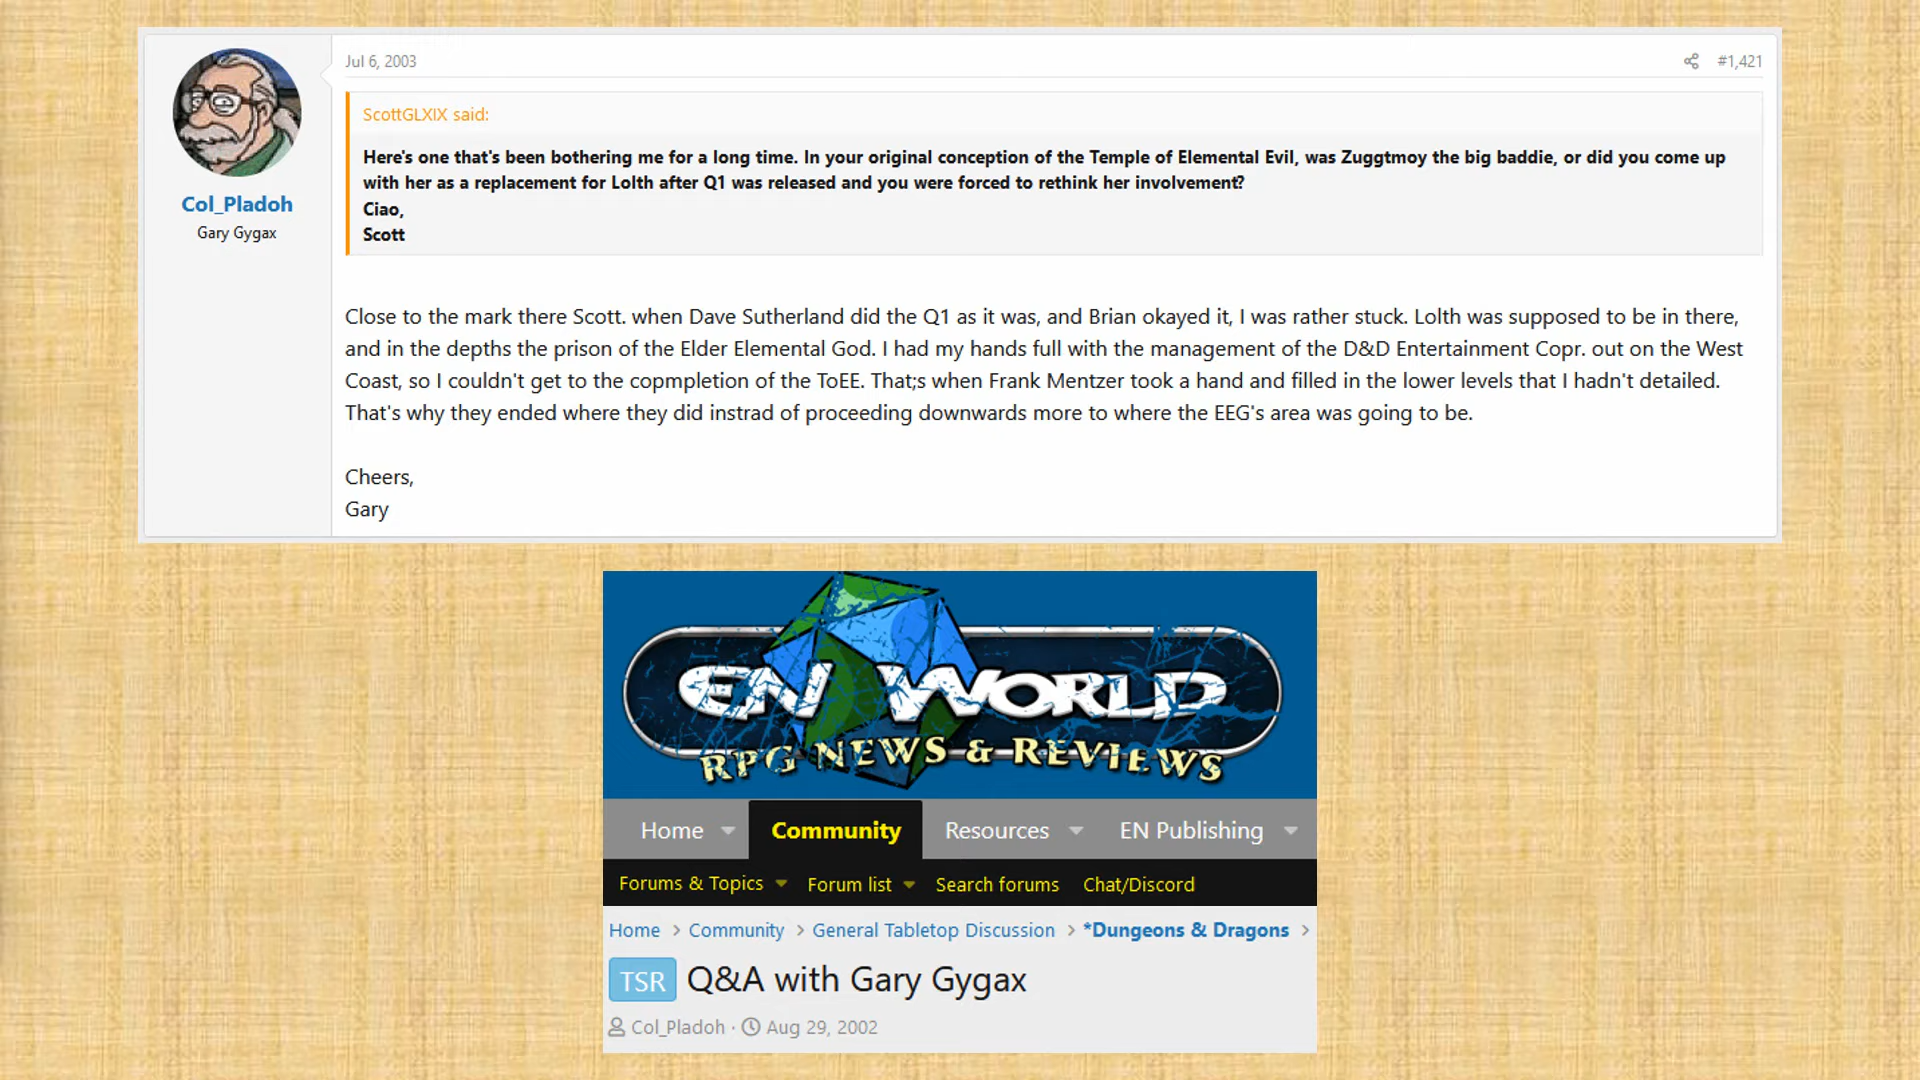 Jul 6, 2003
#1,421
ScottGLXIX said:
Here's one that's been bothering me for a long time. In your original conception of the Temple of Elemental Evil, was Zuggtmoy the big baddie, or did you come up
with her as a replacement for Lolth after Q1 was released and you were forced to rethink her involvement?
Ciao,
Scott
Col_Pladoh
Gary Gygax
Close to the mark there Scott. when Dave Sutherland did the Q1 as it was, and Brian okayed it, I was rather stuck. Lolth was supposed to be in there,
and in the depths the prison of the Elder Elemental God. I had my hands full with the management of the D&D Entertainment Copr. out on the West
Coast, so I couldn't get to the copmpletion of the ToEE. That;s when Frank Mentzer took a hand and filled in the lower levels that I hadn't detailed.
That's why they ended where they did instrad of proceeding downwards more to where the EEG's area was going to be.
Cheers,
Gary
EN WORLD
RPG NEWS & REVIEWS
Home Community Resources EN Publishing
Forums & Topics Forum list Search forums Chat/Discord
Home > Community > General Tabletop Discussion > *Dungeons & Dragons >
TSR Q&A with Gary Gygax
Col_Pladoh · Aug 29, 2002